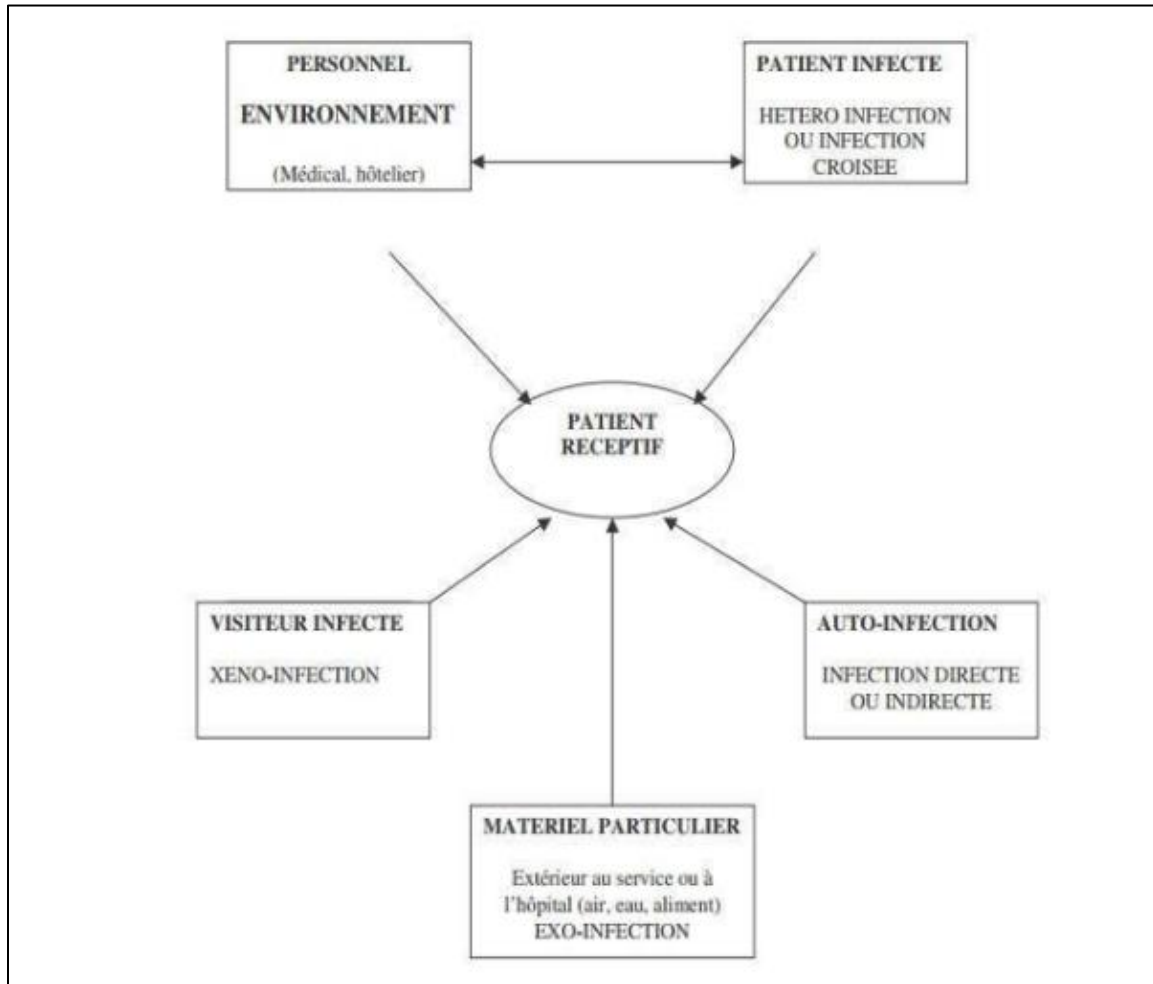 PERSONNEL
ENVIRONNEMENT
(Médical, hôtelier)
PATIENT INFECTE
HETERO INFECTION
OU INFECTION
CROISEE
PATIENT
RECEPTIF
VISITEUR INFECTE
XENO-INFECTION
AUTO-INFECTION
INFECTION DIRECTE
OU INDIRECTE
MATERIEL PARTICULIER
Extérieur au service ou à
l'hôpital (air, eau, aliment)
EXO-INFECTION